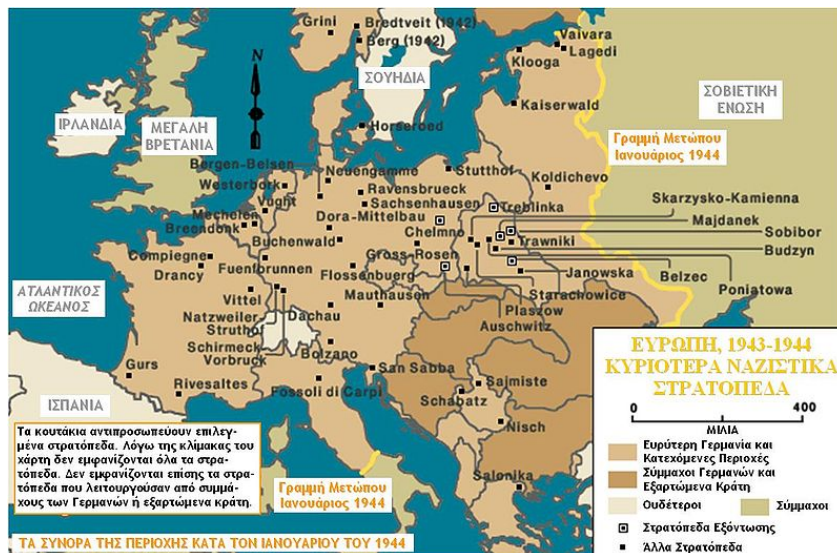 Grini
Bredtveit (1942)
Berg (1942)
Vaivara
Lagedi
Klooga
ΣΟΥΗΔΙΑ
ΣΟΒΙΕΤΙΚΗ
ΕΝΩΣΗ
N
Kaiserwald
ΙΡΛΑΝΔΙΑ
ΜΕΓΑΛΗ
ΒΡΕΤΑΝΙΑ
Horseroed
Γραμμή Μετώπου
Ιανουάριος 1944
Bergen-Belsen
Neuengamme
Stutthof
Koldichevo
Westerbork
Ravensbrueck
Sachsenhausen
Treblinka
Skarzysko-Kamienna
Vught
Majdanek
Mechelen
Dora-Mittelbau
Chelmno
Breendonk
Sobibor
Buchenwald
Trawniki
Budzyn
Compiegne
Gross-Rosen
Drancy
Fuenfbrunnen
Flossenbuerg
Janowska
Belzec
ΑΤΛΑΝΤΙΚΟΣ
ΩΚΕΑΝΟΣ
Poniatowa
Starachowice
Vittel
Mauthausen
Plaszow
Natzweiler
Struthof
Dachau
Auschwitz
Schirmeck
Vorbruck
Bolzano
ΕΥΡΩΠΗ, 1943-1944
ΚΥΡΙΟΤΕΡΑ ΝΑΖΙΣΤΙΚΑ
ΣΤΡΑΤΟΠΕΔΑ
Gurs
Rivesaltes
San Sabba
Fossoli di Carpi
Sajmiste
Schabatz
ΙΣΠΑΝΙΑ
0 400
ΜΙΛΙΑ
Nisch
Τα κουτάκια αντιπροσωπεύουν επιλεγ-
μένα στρατόπεδα. Λόγω της κλίμακας του
χάρτη δεν εμφανίζονται όλα τα στρα-
τόπεδα. Δεν εμφανίζονται επίσης τα στρα-
τόπεδα που λειτουργούσαν από συμμά-
χους των Γερμανών ή εξαρτώμενα κράτη.
Ευρύτερη Γερμανία και
Κατεχόμενες Περιοχές
Σύμμαχοι Γερμανών και
Εξαρτώμενα Κράτη
Salonika
Γραμμή Μετώπου
Ιανουάριος 1944
Ουδέτεροι
Σύμμαχοι
Στρατόπεδα Εξόντωσης
Άλλα Στρατόπεδα
ΤΑ ΣΥΝΟΡΑ ΤΗΣ ΠΕΡΙΟΧΗΣ ΚΑΤΑ ΤΟΝ ΙΑΝΟΥΑΡΙΟΥ ΤΟΥ 1944